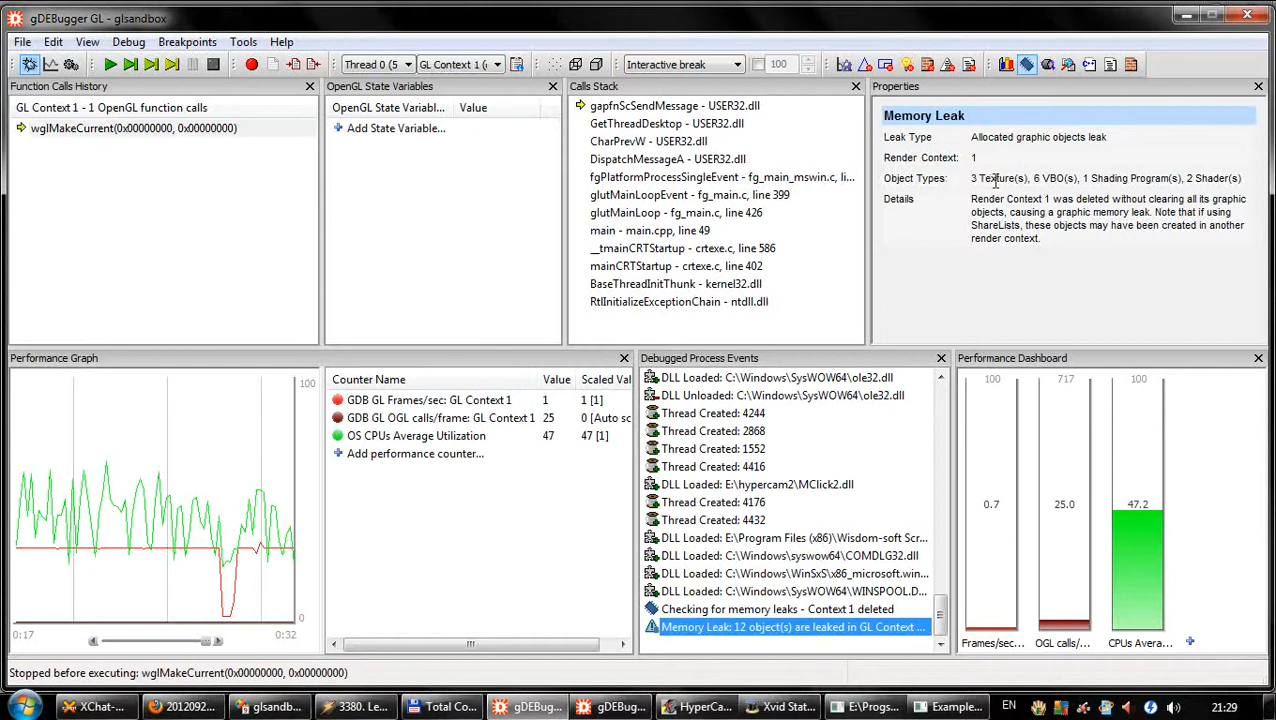 gDEBugger GL - glsandbox
File Edit View Debug Breakpoints Tools Help
Thread 0 (5 GL Context 1 ( Interactive break 100
Function Calls History
GL Context 1 - 1 OpenGL function calls
wglMakeCurrent(0x00000000, 0x00000000)
OpenGL State Variables
OpenGL State Variabl... Value
Add State Variable...
Calls Stack
gapfnScSendMessage - USER32.dll
GetThreadDesktop - USER32.dll
CharPrevW - USER32.dll
DispatchMessageA - USER32.dll
fgPlatformProcessSingleEvent - fg_main_mswin.c, li...
glutMainLoopEvent - fg_main.c, line 399
glutMainLoop - fg_main.c, line 426
main - main.cpp, line 49
__tmainCRTStartup - crtexe.c, line 586
mainCRTStartup - crtexe.c, line 402
BaseThreadInitThunk - kernel32.dll
RtlInitializeExceptionChain - ntdll.dll
Properties
Memory Leak
Leak Type Allocated graphic objects leak
Render Context: 1
Object Types: 3 Texture(s), 6 VBO(s), 1 Shading Program(s), 2 Shader(s)
Details Render Context 1 was deleted without clearing all its graphic
objects, causing a graphic memory leak. Note that if using
ShareLists, these objects may have been created in another
render context.
Performance Graph
100
0
0:17 0:32
Counter Name Value Scaled Val
GDB GL Frames/sec: GL Context 1 1 1 [1]
GDB GL OGL calls/frame: GL Context 1 25 0 [Auto sc
OS CPUs Average Utilization 47 47 [1]
Add performance counter...
Debugged Process Events
DLL Loaded: C:\Windows\SysWOW64\ole32.dll
DLL Unloaded: C:\Windows\SysWOW64\ole32.dll
Thread Created: 4244
Thread Created: 2868
Thread Created: 1552
Thread Created: 4416
DLL Loaded: E:\hypercam2\MClick2.dll
Thread Created: 4176
Thread Created: 4432
DLL Loaded: E:\Program Files (x86)\Wisdom-soft Scr...
DLL Loaded: C:\Windows\syswow64\COMDLG32.dll
DLL Loaded: C:\Windows\WinSxS\x86_microsoft.win...
DLL Loaded: C:\Windows\SysWOW64\WINSPOOL.D...
Checking for memory leaks - Context 1 deleted
Memory Leak: 12 object(s) are leaked in GL Context ...
Performance Dashboard
100 717 100
0.7 25.0 47.2
Frames/sec... OGL calls/... CPUs Avera...
Stopped before executing: wglMakeCurrent(0x00000000, 0x00000000)
XChat-... 2012092... glsandb... 3380. Le... Total Co... gDEBug... gDEBug... HyperCa... Xvid Stat... E:\Progs... Example... EN 21:29